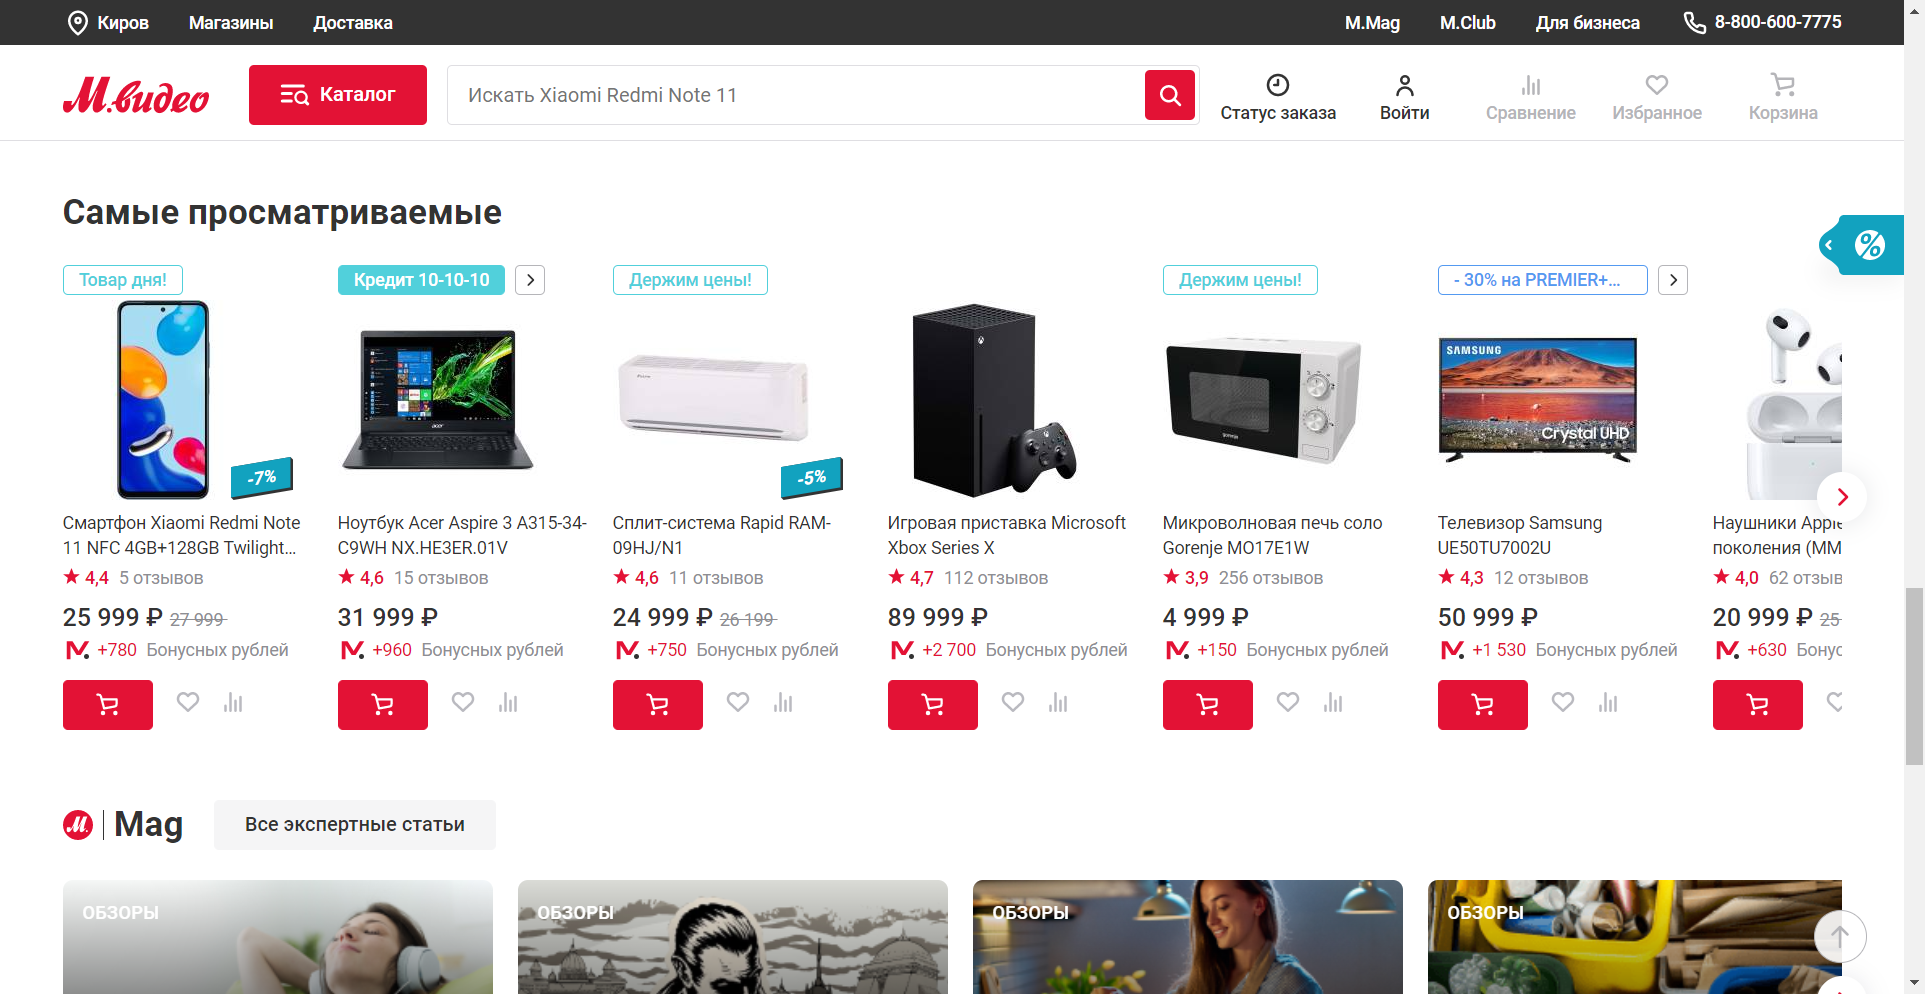 Киров Магазины Доставка M.Mag M.Club Для бизнеса 8-800-600-7775
М.видео Каталог Искать Xiaomi Redmi Note 11 Статус заказа Войти Сравнение Избранное Корзина
Самые просматриваемые
Товар дня! Кредит 10-10-10 Держим цены! Держим цены! - 30% на PREMIER+...
%
SAMSUNG
Crystal UHD
acer
gorenje
-7% -5%
Смартфон Xiaomi Redmi Note Ноутбук Acer Aspire 3 A315-34- Сплит-система Rapid RAM- Игровая приставка Microsoft Микроволновая печь соло Телевизор Samsung Наушники Apple
11 NFC 4GB+128GB Twilight... C9WH NX.HE3ER.01V 09HJ/N1 Xbox Series X Gorenje MO17E1W UE50TU7002U поколения (MM
4,4 5 отзывов 4,6 15 отзывов 4,6 11 отзывов 4,7 112 отзывов 3,9 256 отзывов 4,3 12 отзывов 4,0 62 отзыв
25 999 ₽ 27 999 31 999 ₽ 24 999 ₽ 26 199 89 999 ₽ 4 999 ₽ 50 999 ₽ 20 999 ₽ 25
М. +780 Бонусных рублей М. +960 Бонусных рублей М. +750 Бонусных рублей М. +2 700 Бонусных рублей М. +150 Бонусных рублей М. +1 530 Бонусных рублей М. +630 Бонус
М. Mag Все экспертные статьи
ОБЗОРЫ ОБЗОРЫ ОБЗОРЫ ОБЗОРЫ